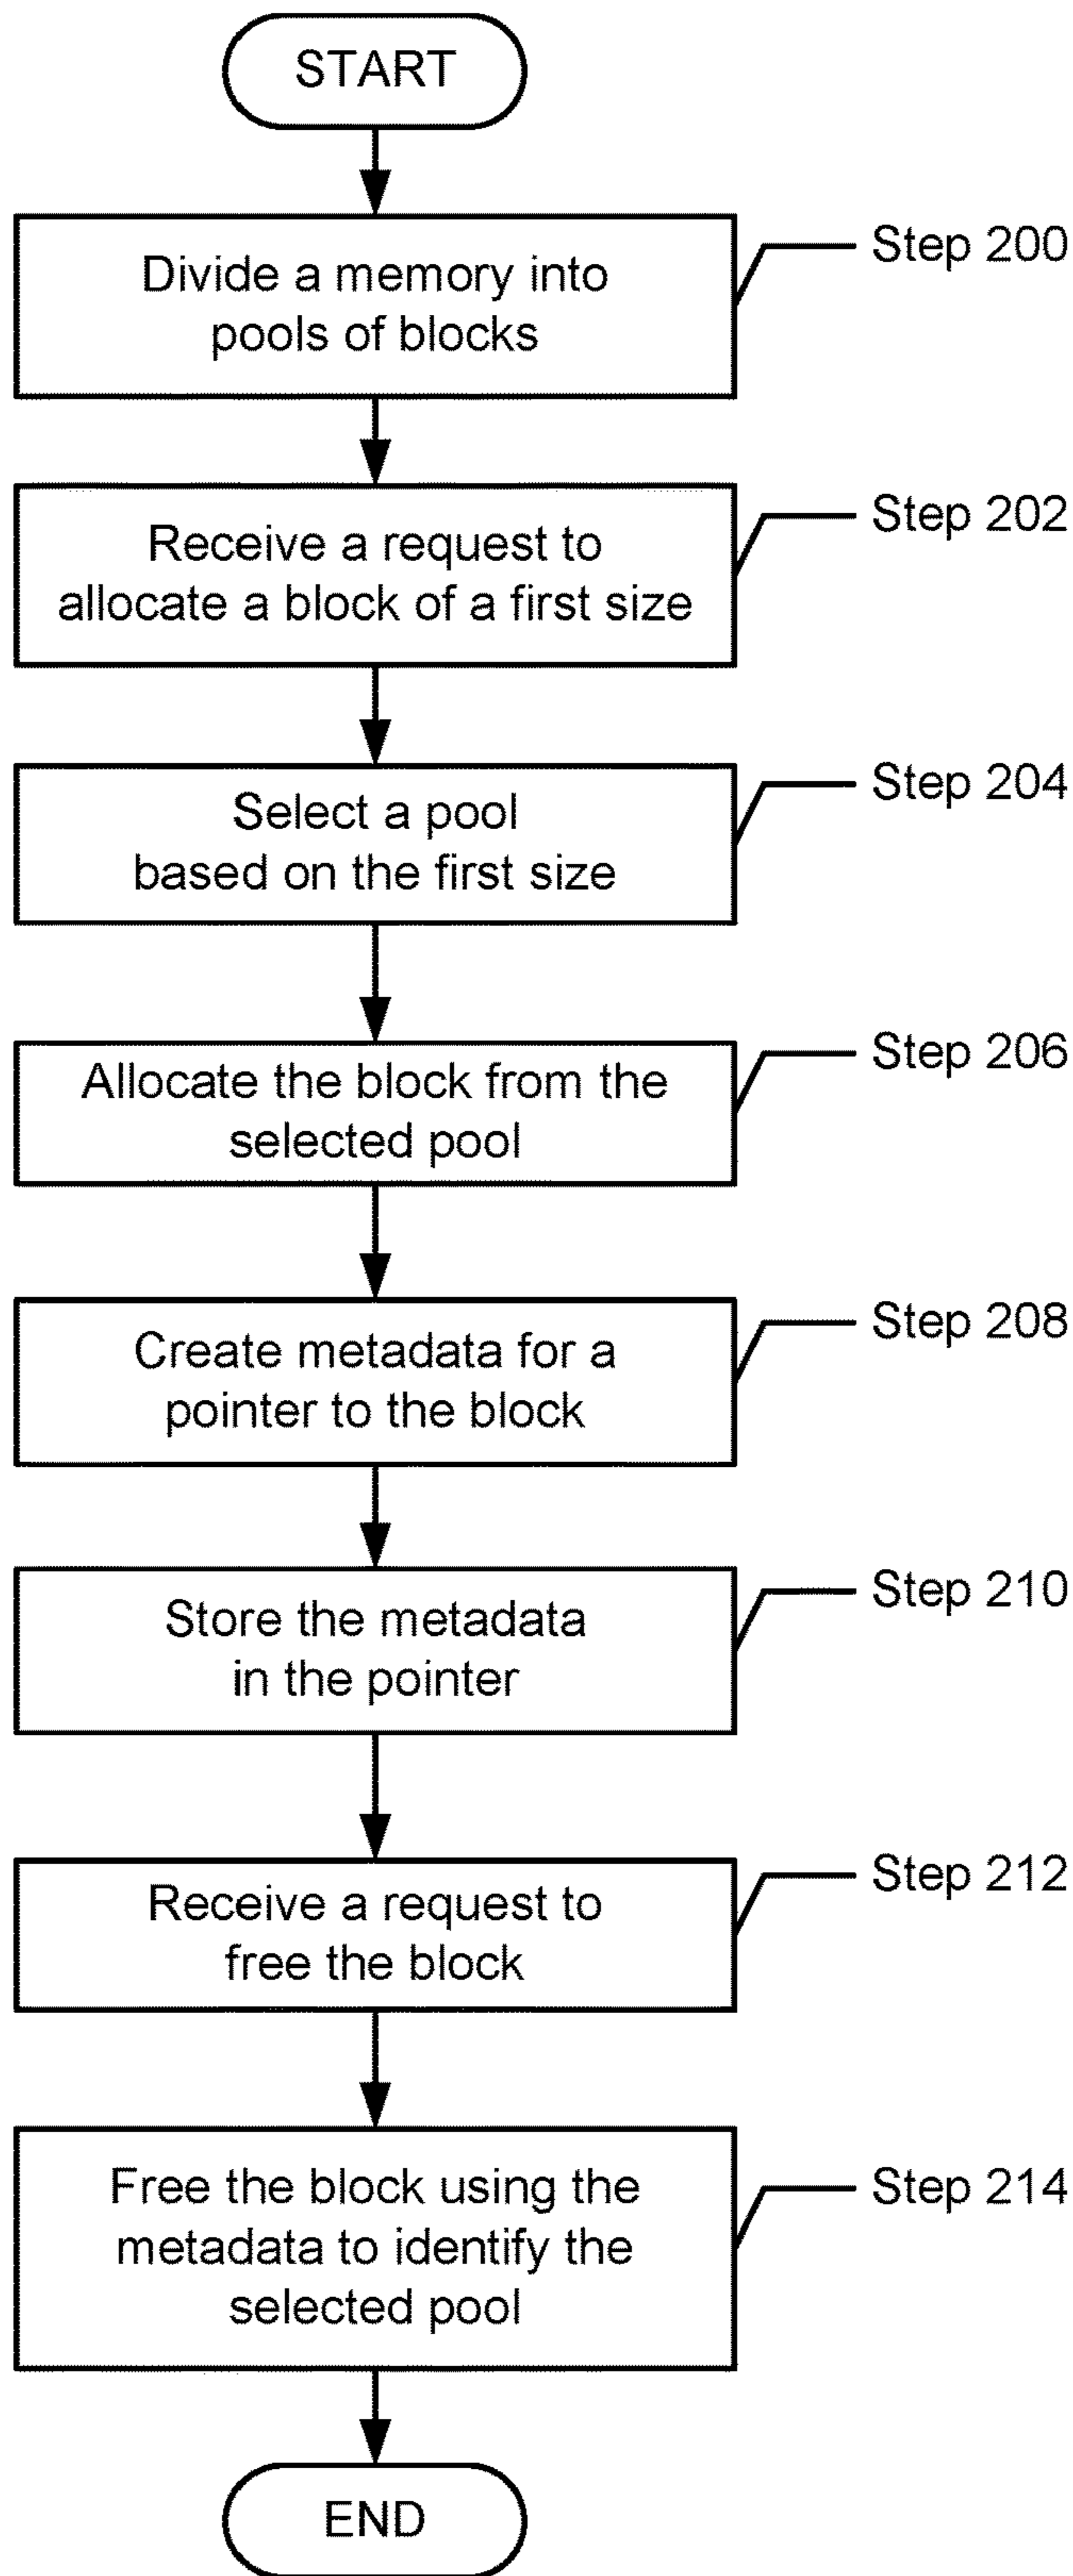 START
Divide a memory into
pools of blocks
Step 200
Receive a request to
allocate a block of a first size
Step 202
Select a pool
based on the first size
Step 204
Allocate the block from the
selected pool
Step 206
Create metadata for a
pointer to the block
Step 208
Store the metadata
in the pointer
Step 210
Receive a request to
free the block
Step 212
Free the block using the
metadata to identify the
selected pool
Step 214
END